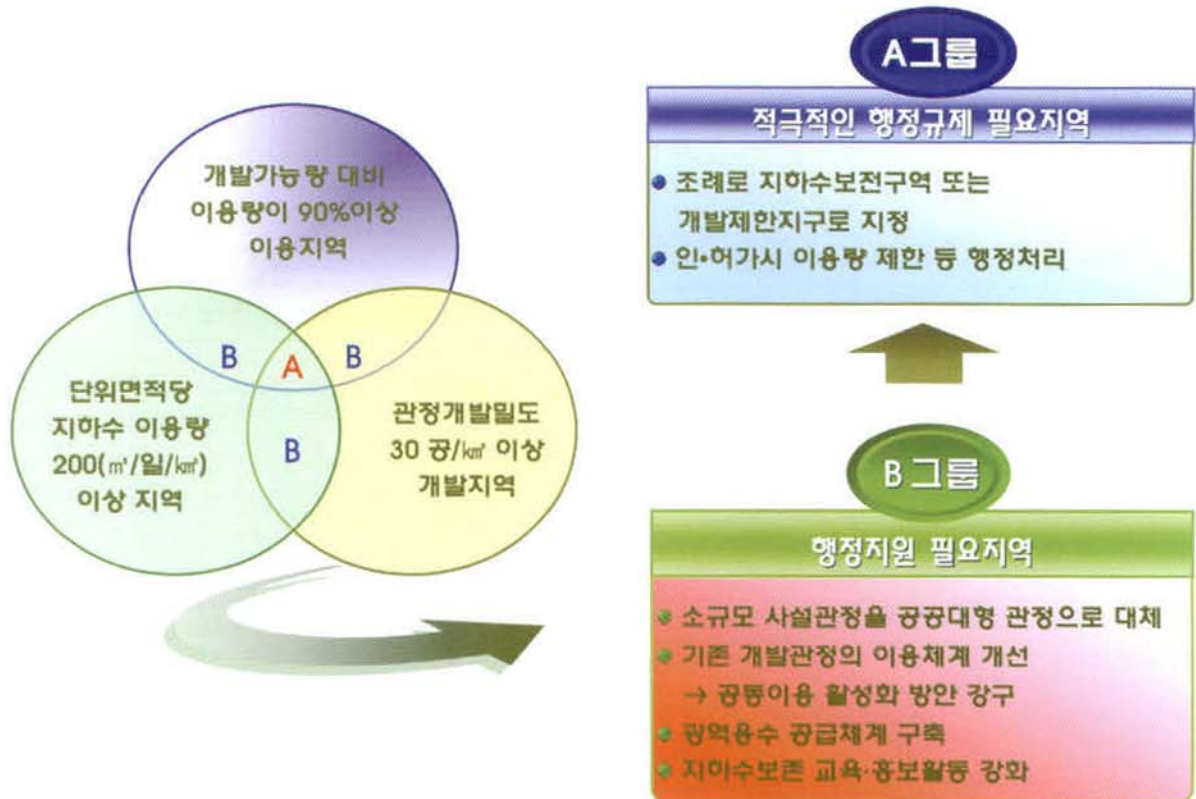 개발가능량 대비
이용량이 90%이상
이용지역
B
A
B
B
단위면적당
지하수 이용량
200(㎥/일/㎢)
이상 지역
관정개발밀도
30 공/㎢ 이상
개발지역
A그룹
적극적인 행정규제 필요지역
• 조례로 지하수보전구역 또는
개발제한지구로 지정
• 인•허가시 이용량 제한 등 행정처리
B그룹
행정지원 필요지역
• 소규모 사설관정을 공공대형 관정으로 대체
• 기존 개발관정의 이용체계 개선
→ 공동이용 활성화 방안 강구
• 광역용수 공급체계 구축
• 지하수보존 교육·홍보활동 강화